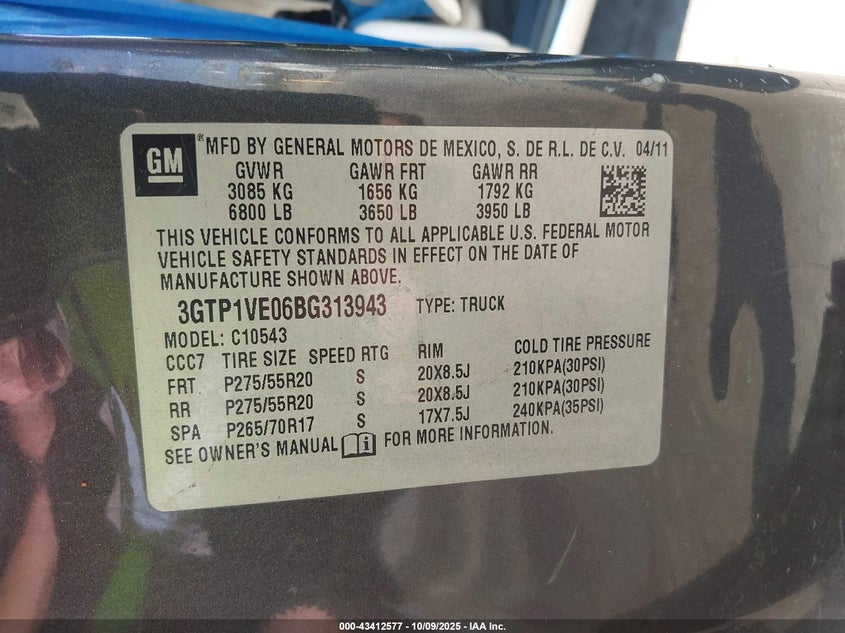 GM ® MFD BY GENERAL MOTORS DE MEXICO, S. DE R.L. DE C.V. 04/11
GVWR GAWR FRT GAWR RR
3085 KG 1656 KG 1792 KG
6800 LB 3650 LB 3950 LB
THIS VEHICLE CONFORMS TO ALL APPLICABLE U.S. FEDERAL MOTOR
VEHICLE SAFETY STANDARDS IN EFFECT ON THE DATE OF
MANUFACTURE SHOWN ABOVE.
3GTP1VE06BG313943 TYPE: TRUCK
MODEL: C10543
CCC7 TIRE SIZE SPEED RTG RIM COLD TIRE PRESSURE
FRT P275/55R20 S 20X8.5J 210KPA(30PSI)
RR P275/55R20 S 20X8.5J 210KPA(30PSI)
SPA P265/70R17 S 17X7.5J 240KPA(35PSI)
SEE OWNER'S MANUAL FOR MORE INFORMATION.
000-43412577 - 10/09/2025 - IAA Inc.